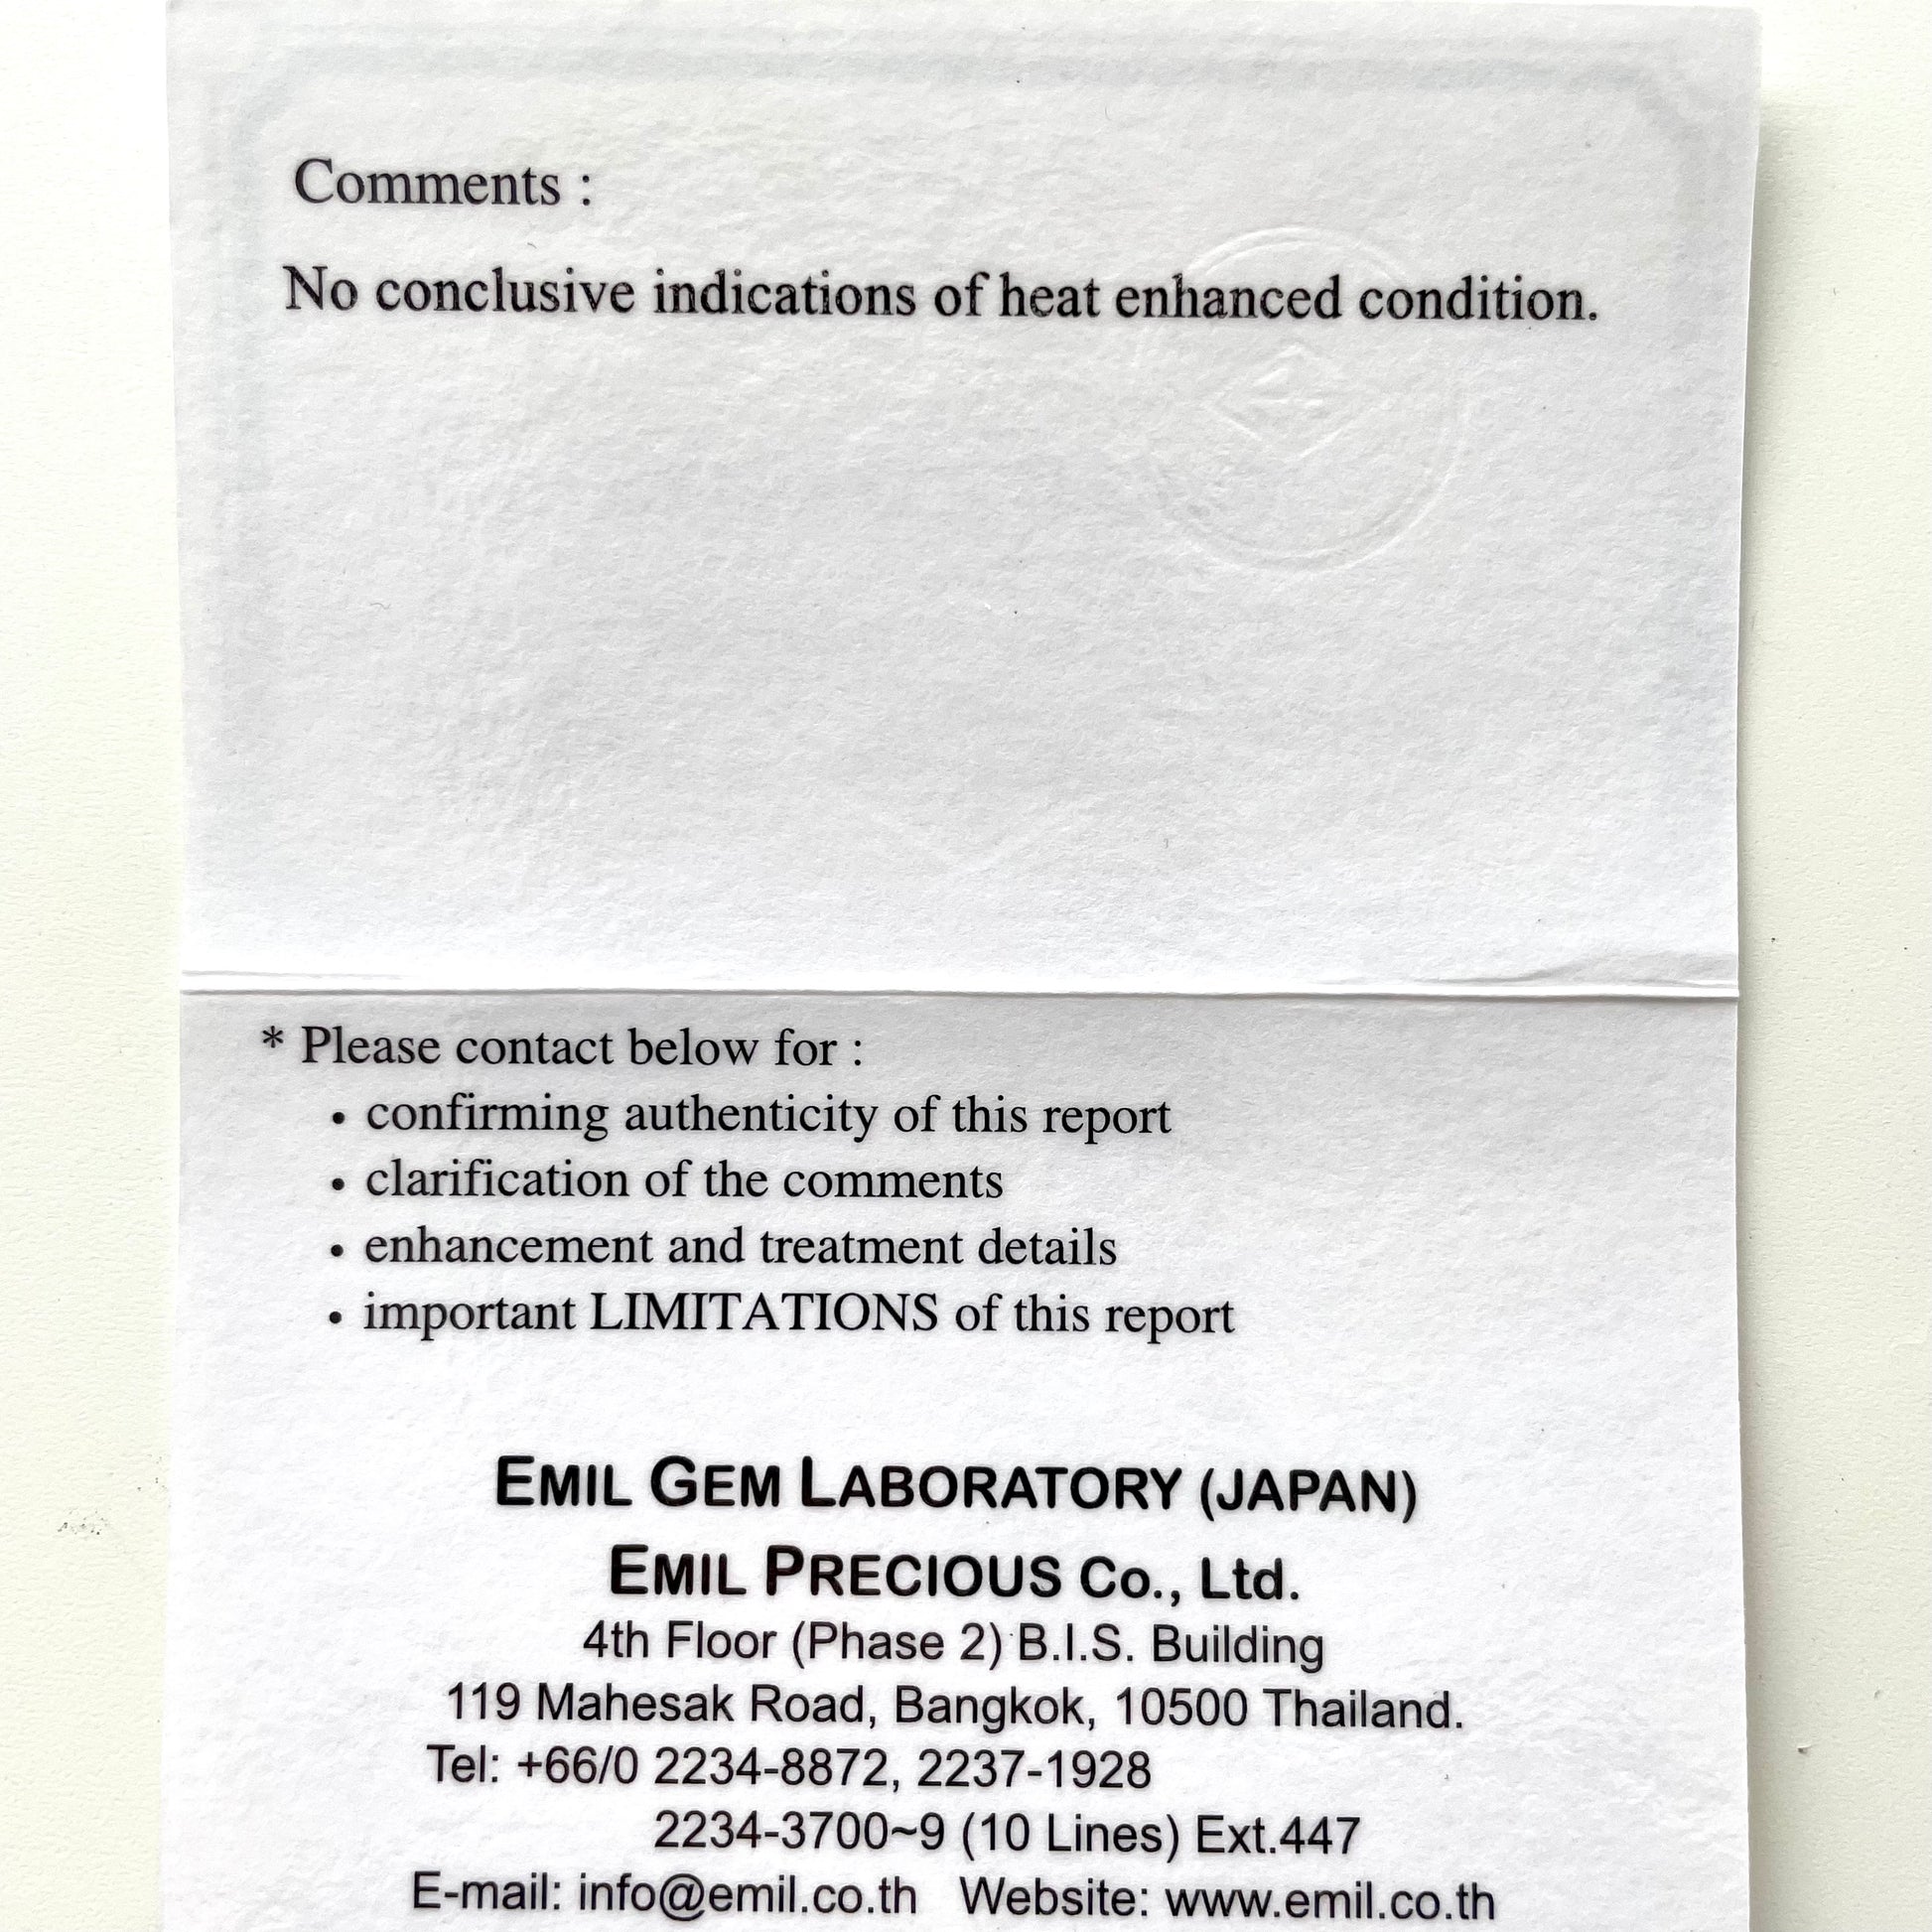 Comments :
No conclusive indications of heat enhanced condition.
* Please contact below for :
• confirming authenticity of this report
• clarification of the comments
• enhancement and treatment details
• important LIMITATIONS of this report
EMIL GEM LABORATORY (JAPAN)
EMIL PRECIOUS Co., Ltd.
4th Floor (Phase 2) B.I.S. Building
119 Mahesak Road, Bangkok, 10500 Thailand.
Tel: +66/0 2234-8872, 2237-1928
2234-3700~9 (10 Lines) Ext.447
E-mail: info@emil.co.th Website: www.emil.co.th